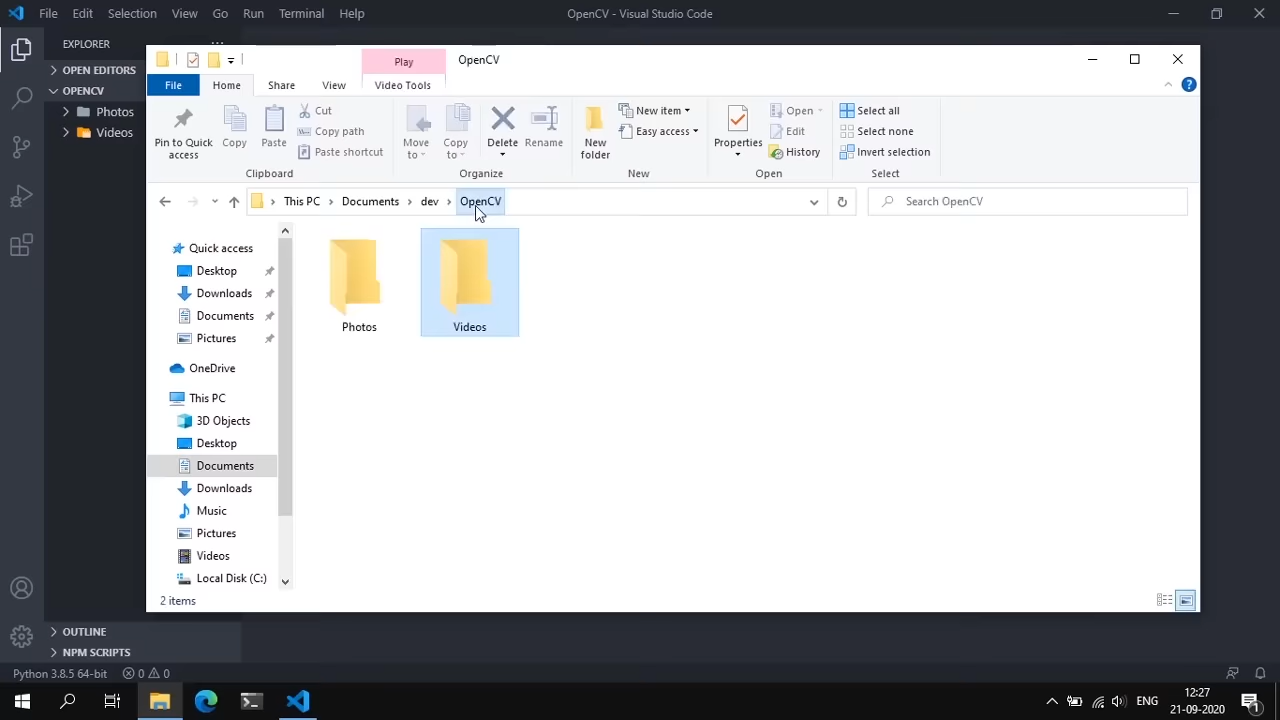 File Edit Selection View Go Run Terminal Help
OpenCV - Visual Studio Code
EXPLORER
OPEN EDITORS
OPENCV
Photos
Videos
Play
OpenCV
File
Home
Share
View
Video Tools
Pin to Quick access
Copy
Paste
Cut
Copy path
Paste shortcut
Clipboard
Move to
Copy to
Delete
Rename
Organize
New folder
New item
Easy access
New
Properties
Open
Edit
History
Open
Select all
Select none
Invert selection
Select
This PC > Documents > dev > OpenCV
Search OpenCV
Quick access
Desktop
Downloads
Documents
Pictures
OneDrive
This PC
3D Objects
Desktop
Documents
Downloads
Music
Pictures
Videos
Local Disk (C:)
Photos
Videos
2 items
OUTLINE
NPM SCRIPTS
Python 3.8.5 64-bit
0
0
ENG
12:27
21-09-2020
1